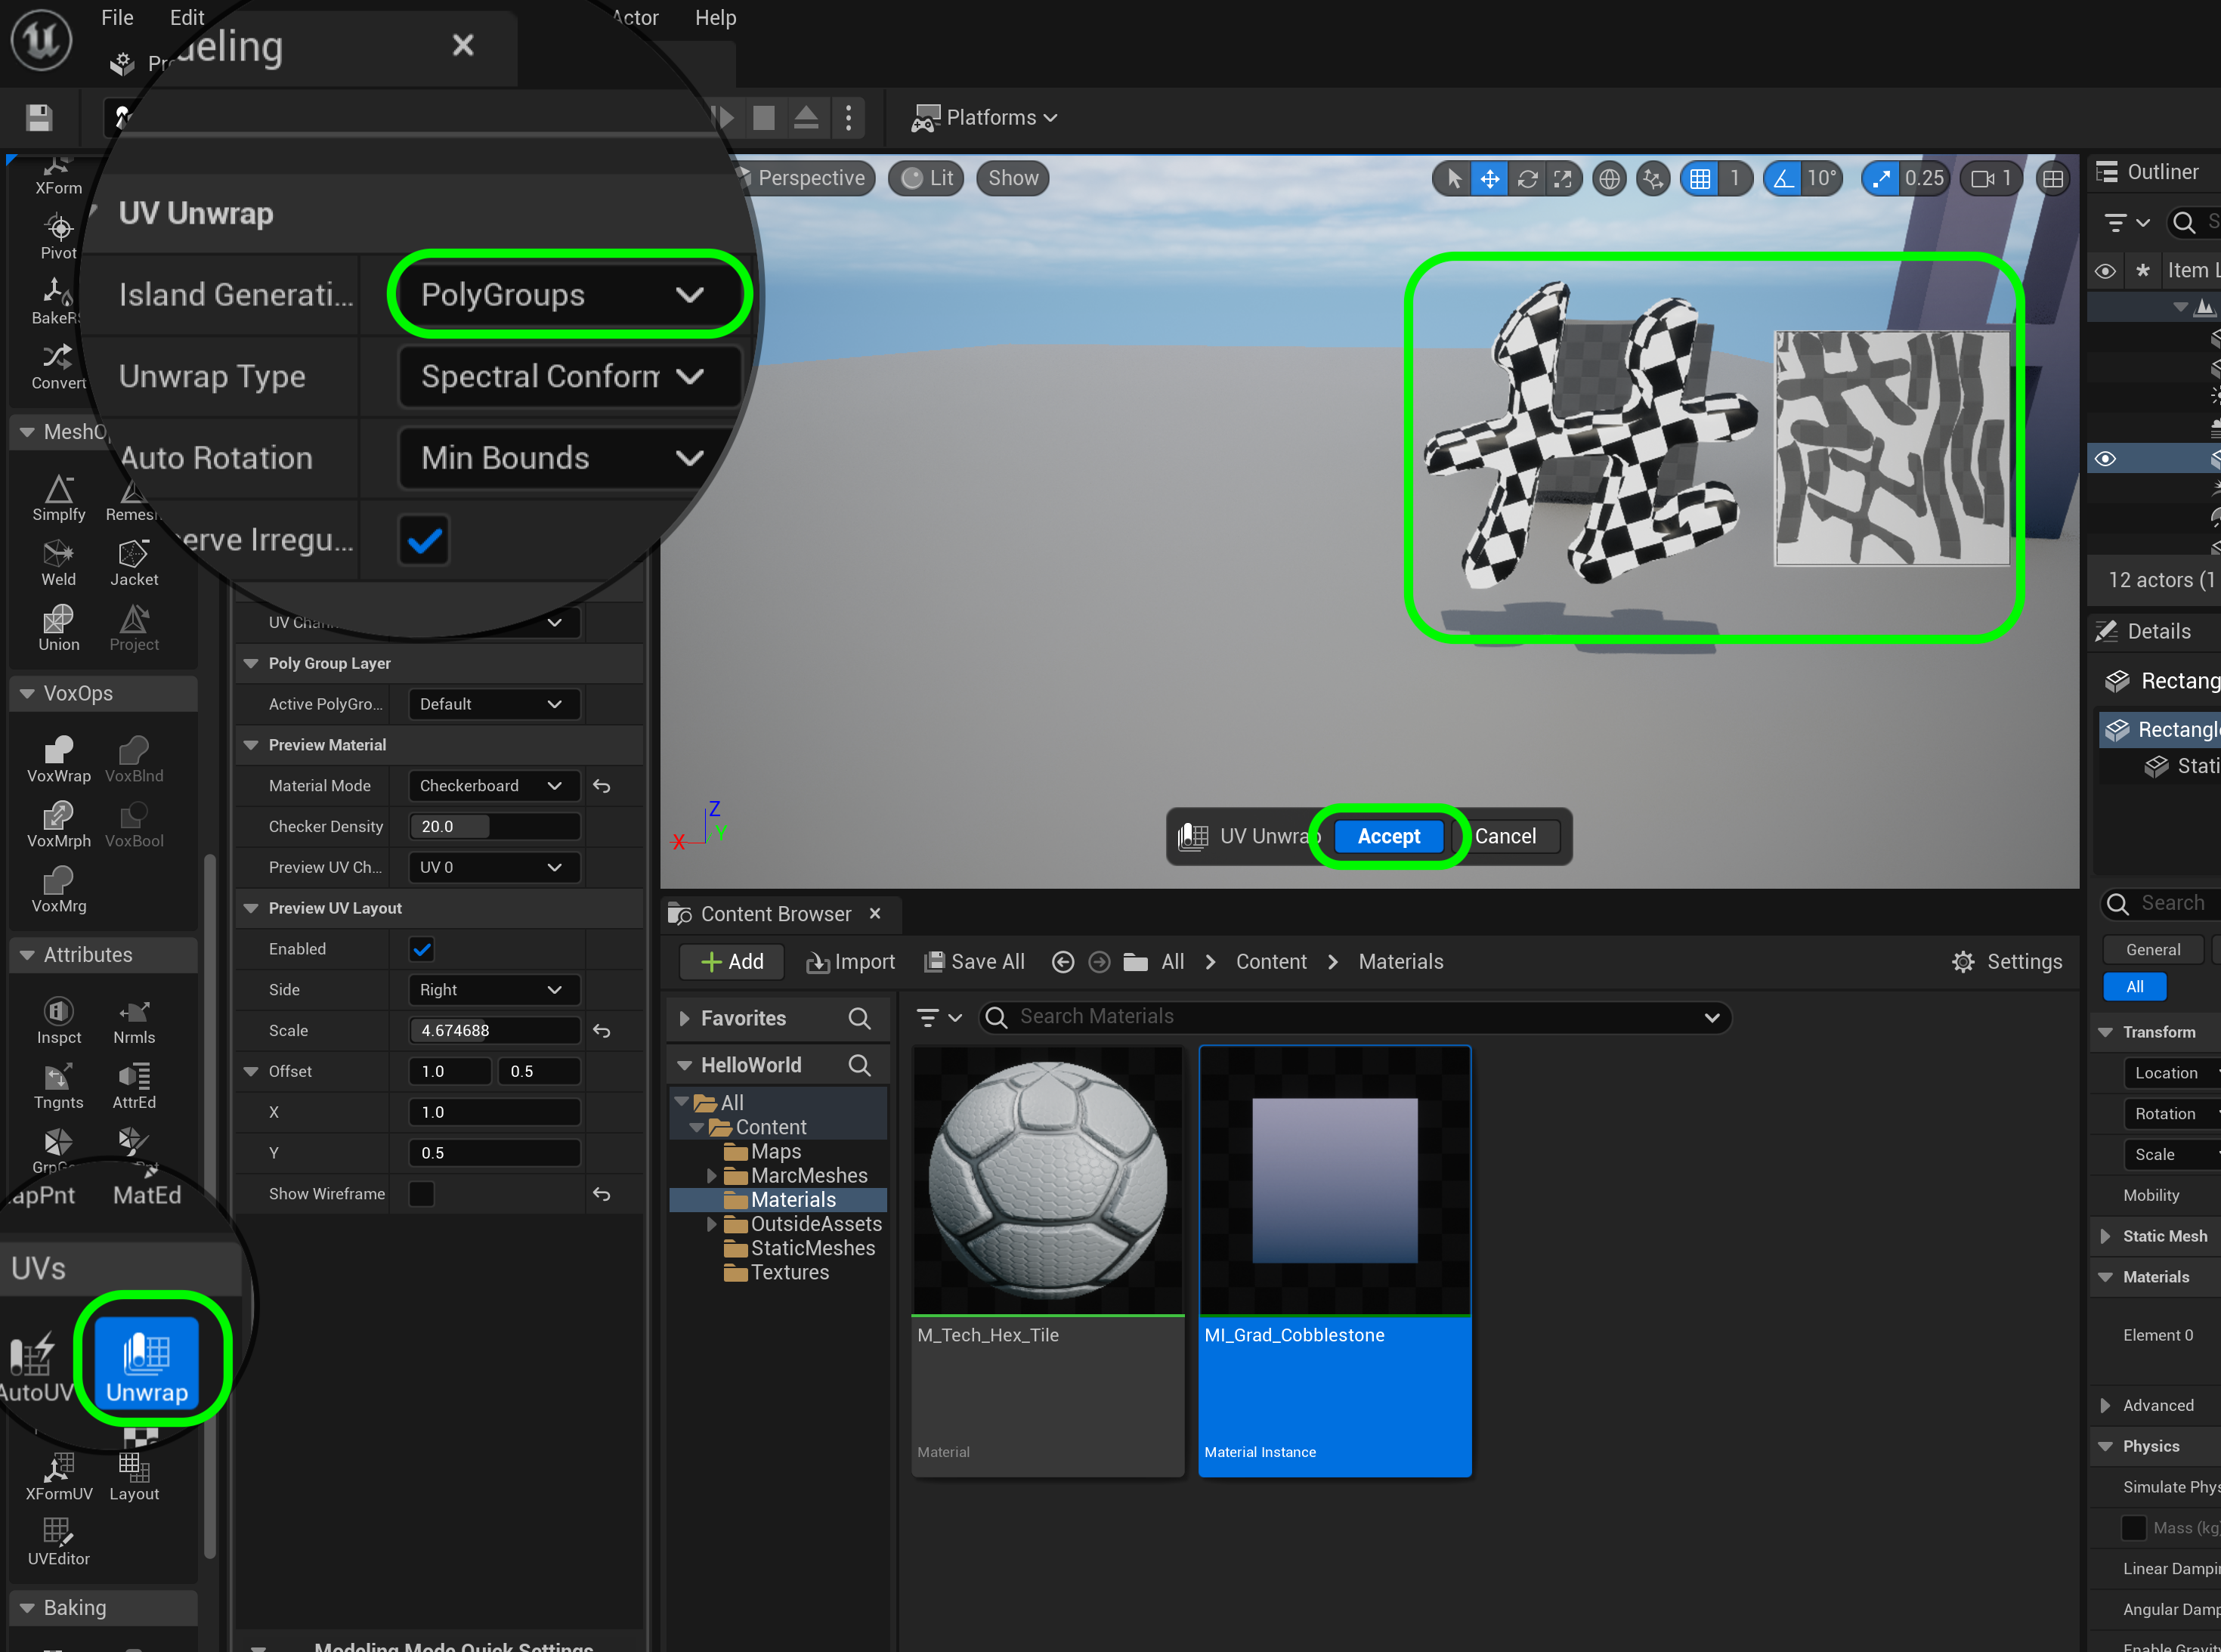 File
Edit
Actor
Help
deling
Platforms
XForm
Pivot
Convert
UV Unwrap
Island Generati...
PolyGroups
Unwrap Type
Spectral Conform
Auto Rotation
Min Bounds
serve Irregu...
Perspective
Lit
Show
1
10°
0.25
1
Outliner
Item L
12 actors (1
Details
Rectang
Rectangl
Stati
Search
General
All
Transform
Location
Rotation
Scale
Mobility
Static Mesh
Materials
Element 0
Advanced
Physics
Simulate Phys
Mass (kg
Linear Dampi
Angular Damp
Enable Gravity
MeshO
Simplfy
Remesh
Weld
Jacket
Union
Project
VoxOps
VoxWrap
VoxBlnd
VoxMrph
VoxBool
VoxMrg
Attributes
Inspct
Nrmls
Tngnts
AttrEd
MatEd
UVs
AutoUV
Unwrap
XFormUV
Layout
UVEditor
Baking
UV Chan
Poly Group Layer
Active PolyGro...
Default
Preview Material
Material Mode
Checkerboard
Checker Density
20.0
Preview UV Ch...
UV 0
Preview UV Layout
Enabled
Side
Right
Scale
4.674688
Offset
1.0
0.5
X
1.0
Y
0.5
Show Wireframe
Modeling Mode Quick Settings
Z
X
Y
UV Unwrap
Accept
Cancel
Content Browser
Add
Import
Save All
All
Content
Materials
Settings
Favorites
Search Materials
HelloWorld
All
Content
Maps
MarcMeshes
Materials
OutsideAssets
StaticMeshes
Textures
M_Tech_Hex_Tile
Material
MI_Grad_Cobblestone
Material Instance